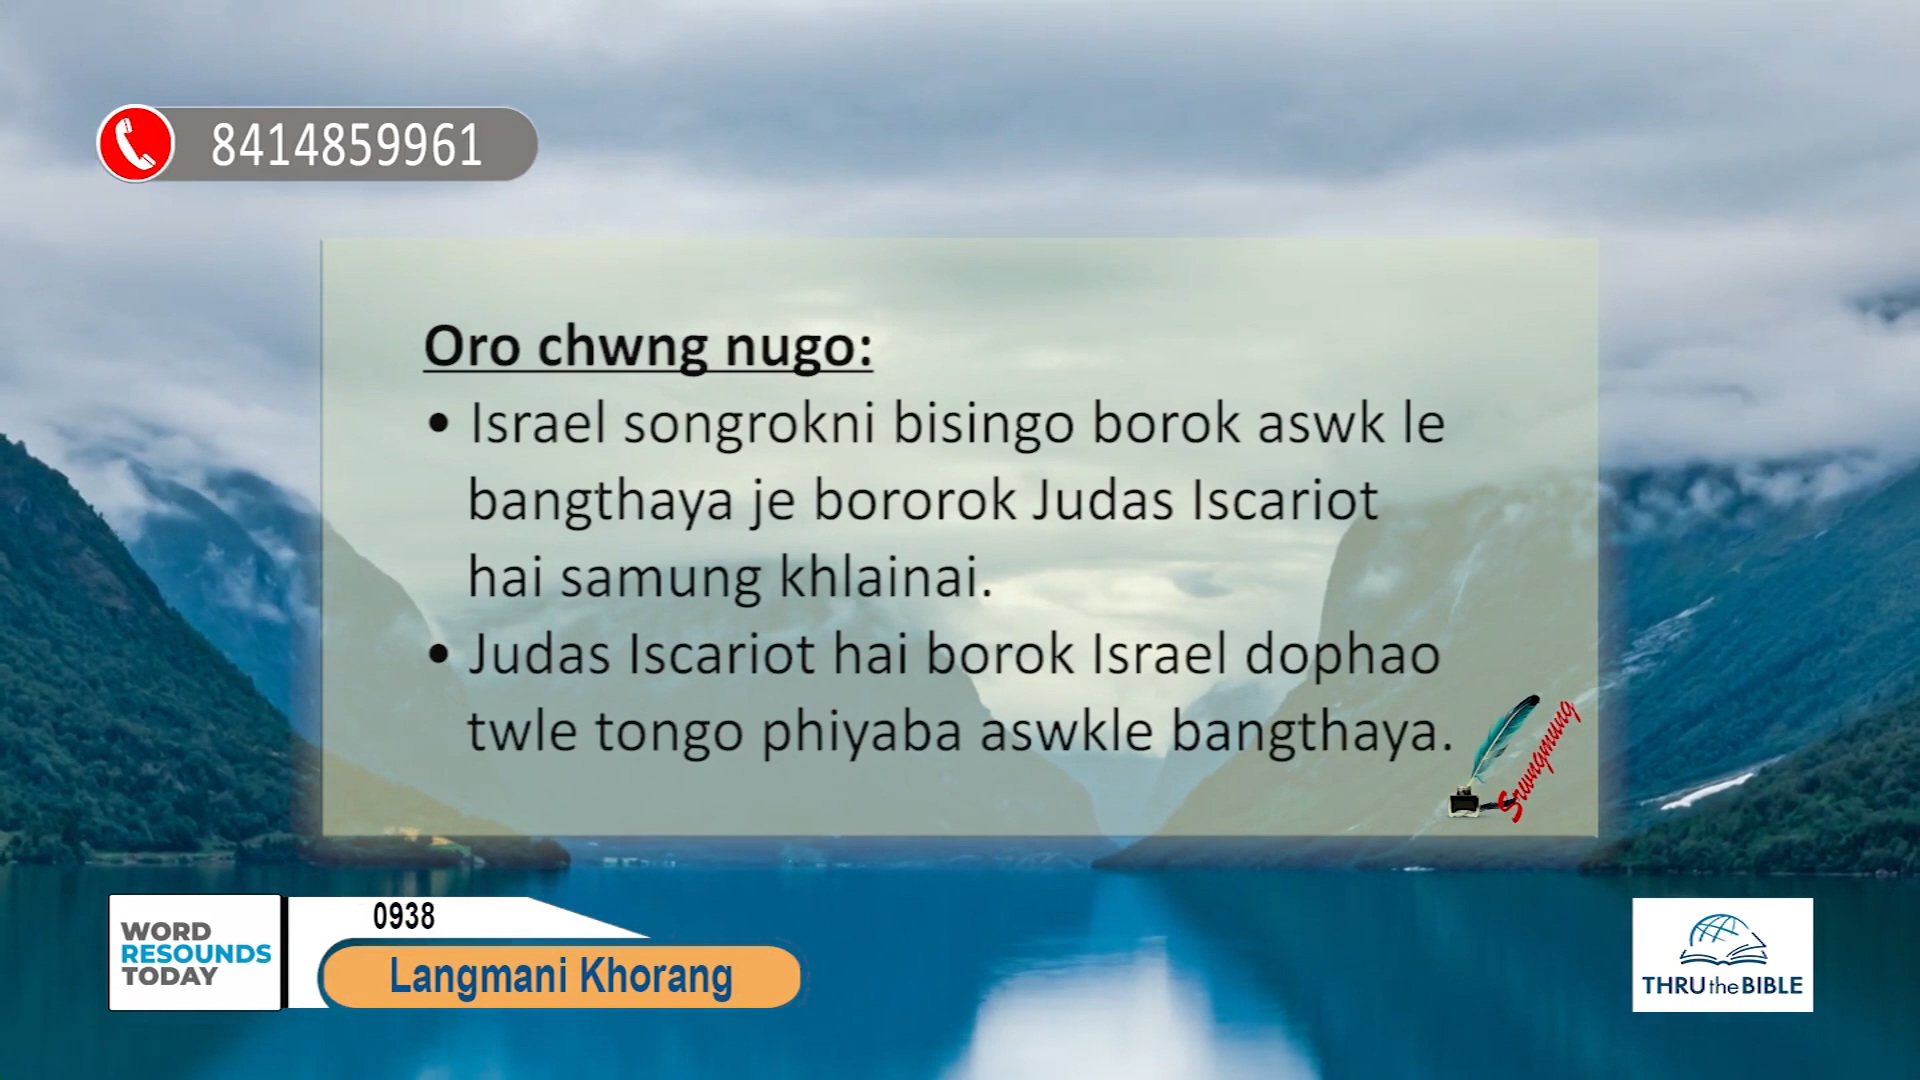 8414859961
Oro chwng nugo:
• Israel songrokni bisingo borok aswk le
bangthaya je bororok Judas Iscariot
hai samung khlainai.
• Judas Iscariot hai borok Israel dophao
twle tongo phiyaba aswkle bangthaya.
Srwngmung
WORD
RESOUNDS
TODAY
0938
Langmani Khorang
THRU the BIBLE